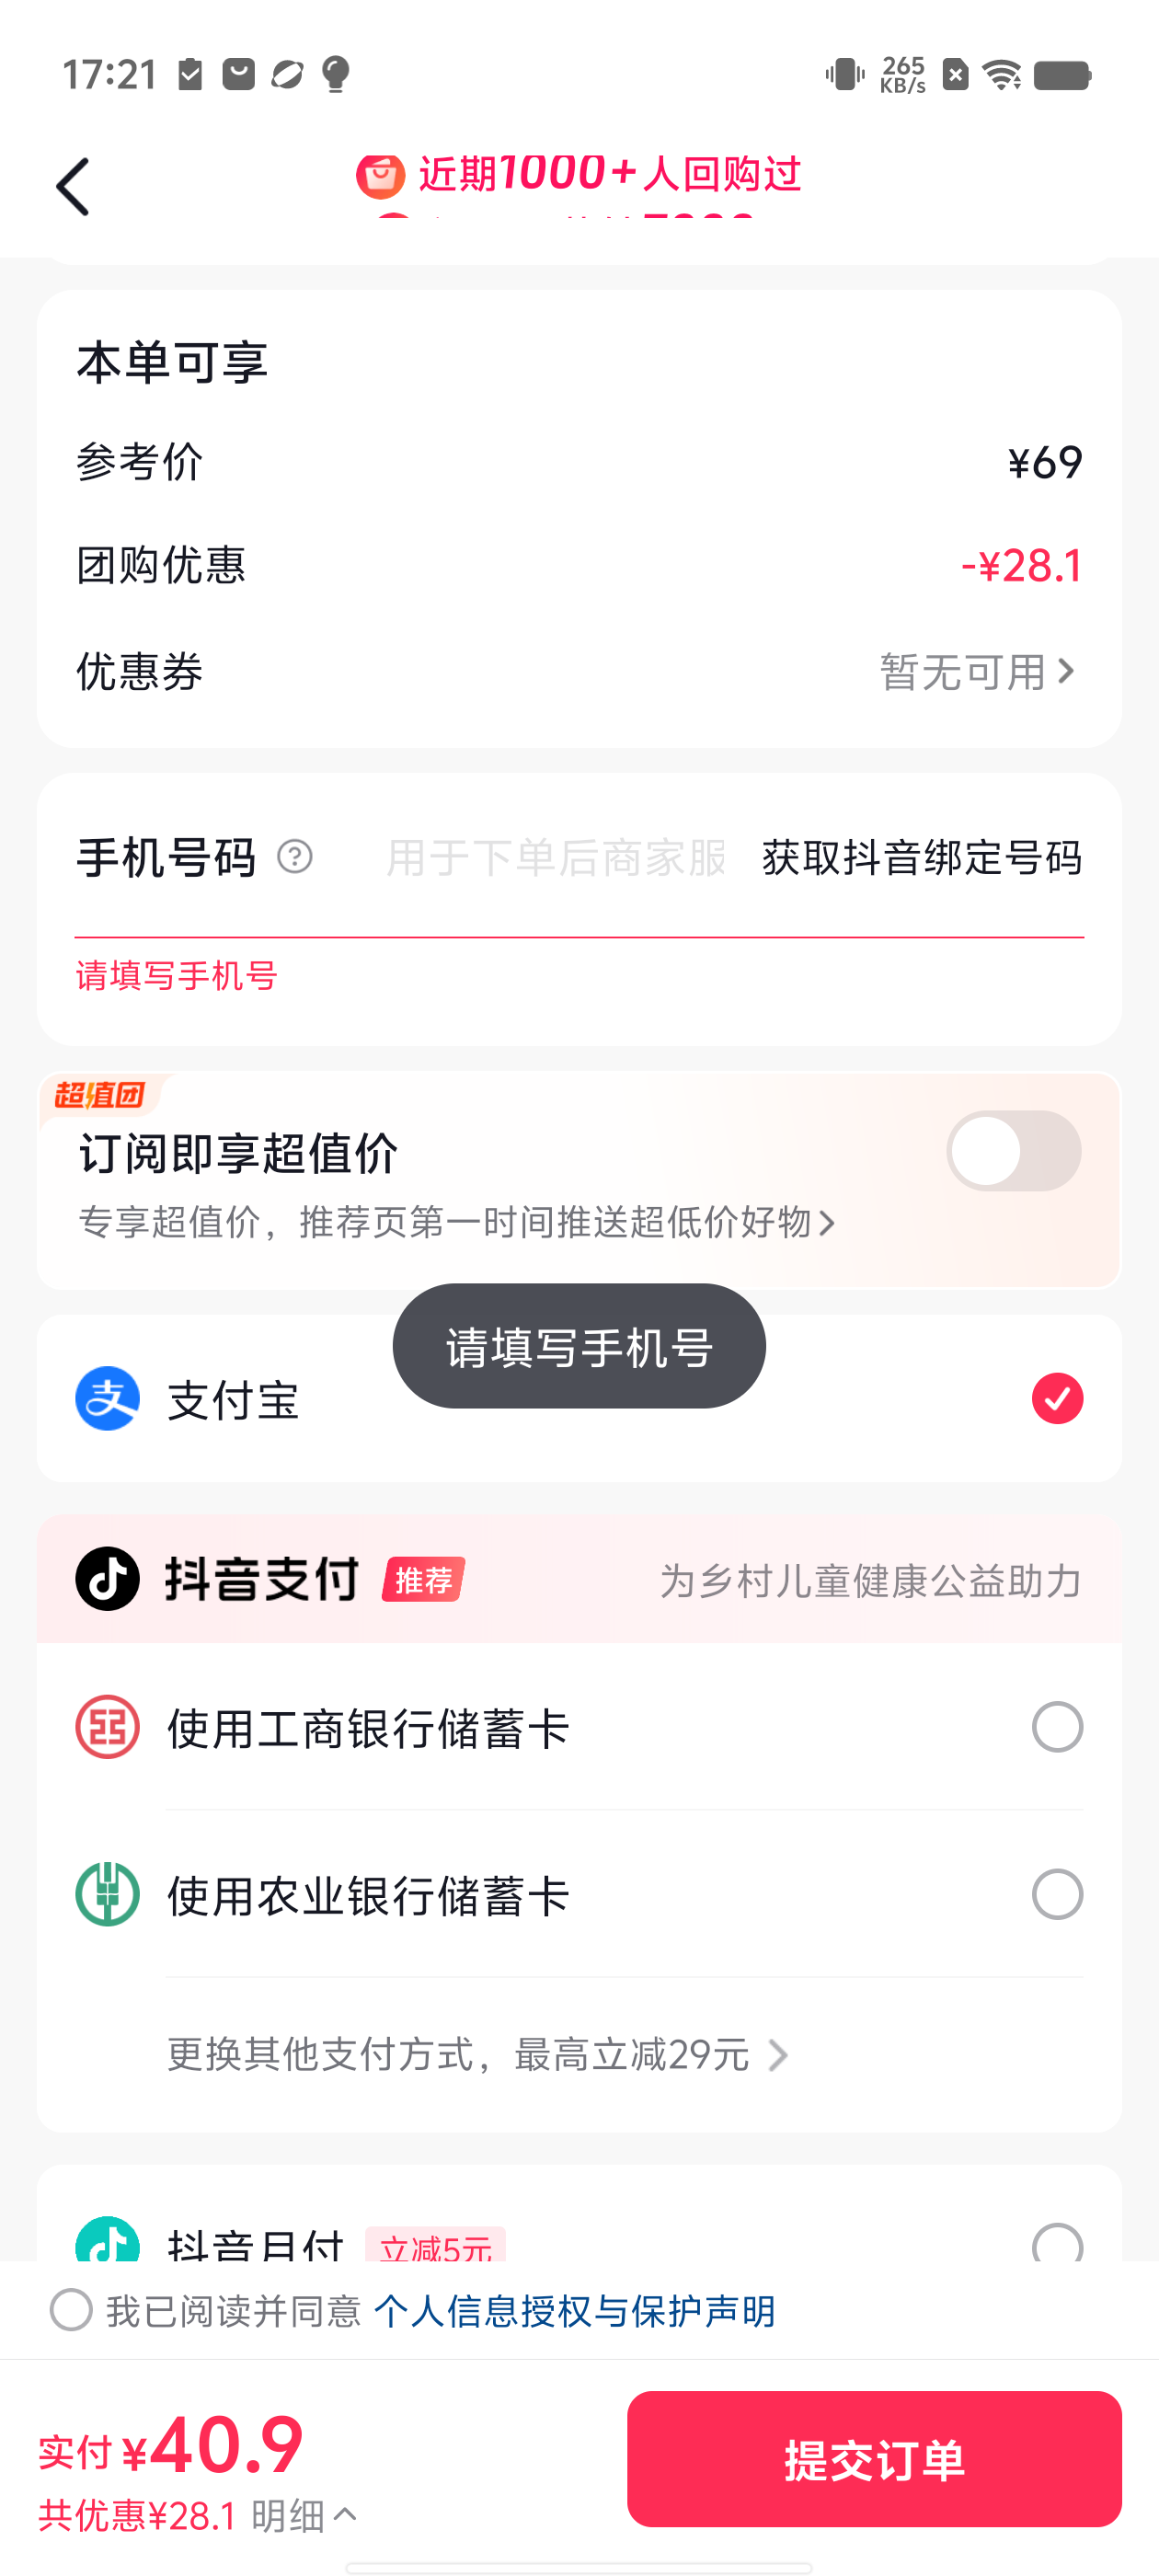 17:21
265
KB/s
近期1000+人回购过
本单可享
参考价 ¥69
团购优惠 -¥28.1
优惠券 暂无可用
手机号码 用于下单后商家服 获取抖音绑定号码
请填写手机号
超值团
订阅即享超值价
专享超值价，推荐页第一时间推送超低价好物
请填写手机号
支付宝
抖音支付 推荐 为乡村儿童健康公益助力
使用工商银行储蓄卡
使用农业银行储蓄卡
更换其他支付方式，最高立减29元
抖音月付 立减5元
我已阅读并同意 个人信息授权与保护声明
实付 ¥40.9
共优惠¥28.1 明细
提交订单